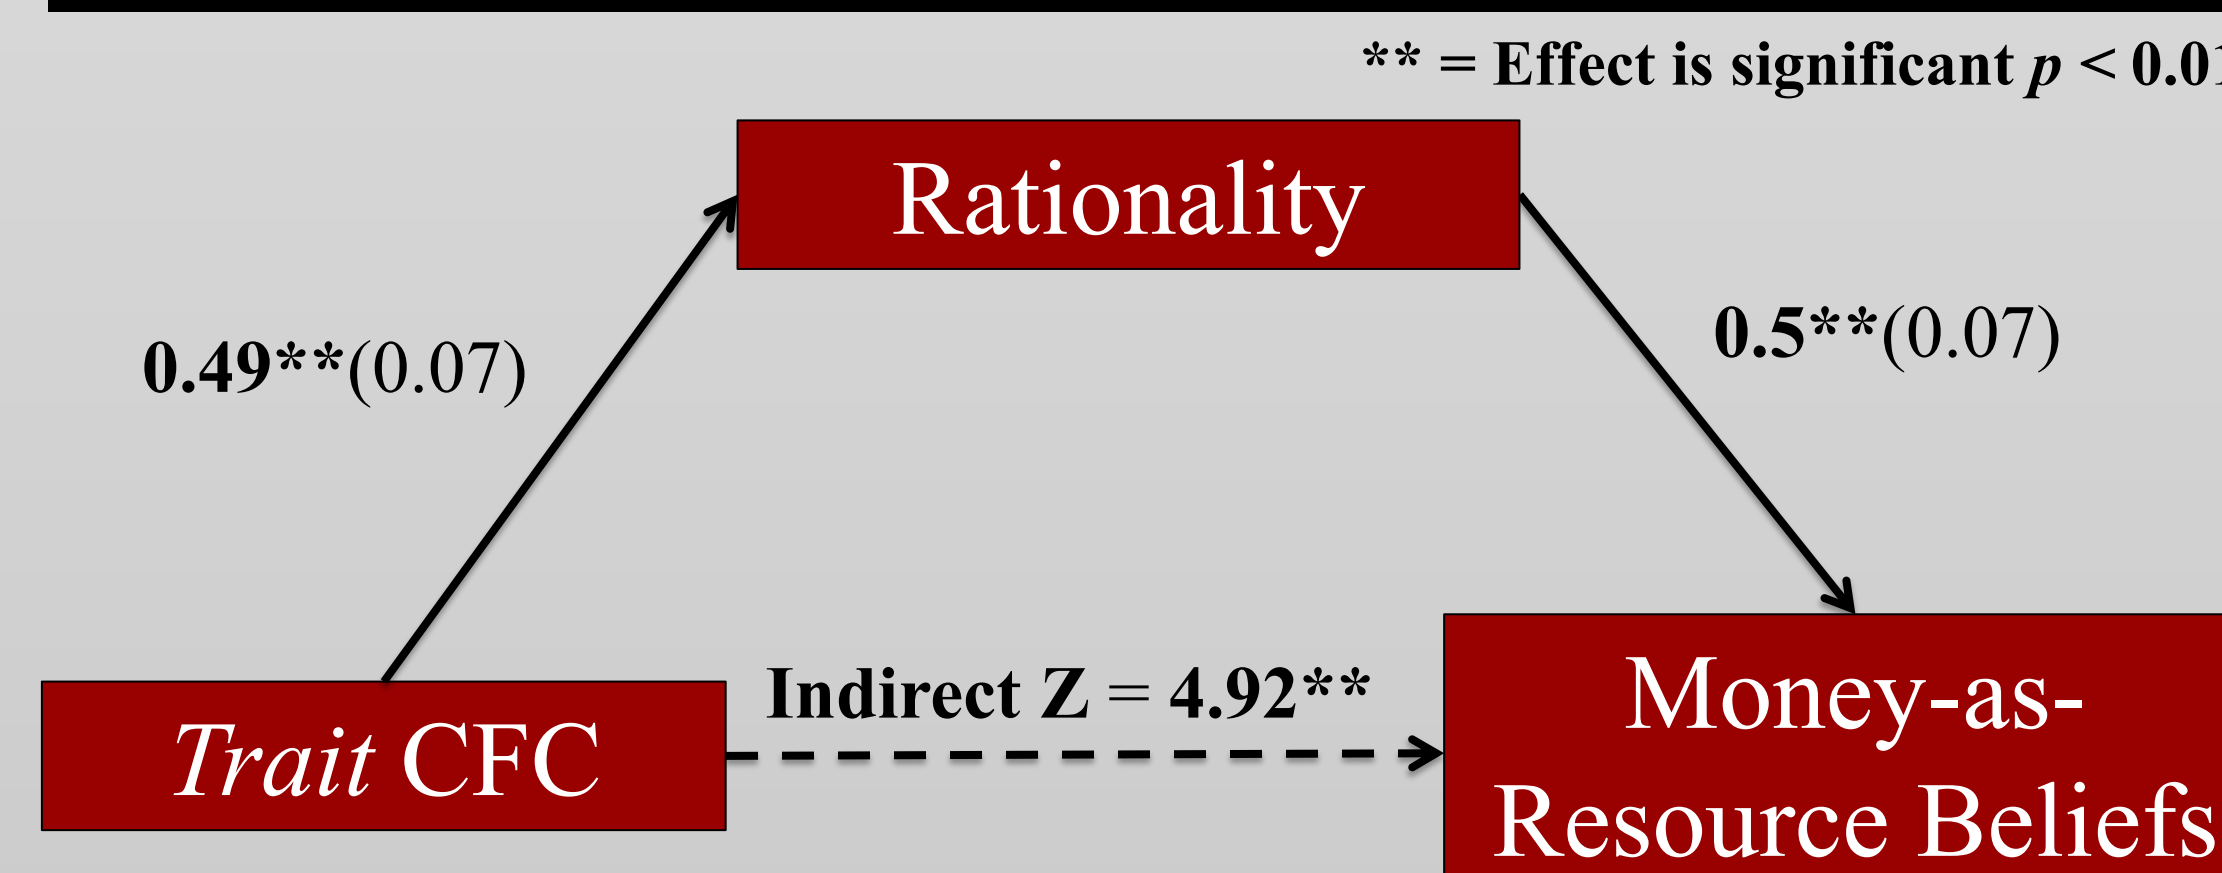 ** = Effect is significant p < 0.01
Rationality
0.49**(0.07)
0.5**(0.07)
Indirect Z = 4.92**
Trait CFC
Money-as-
Resource Beliefs